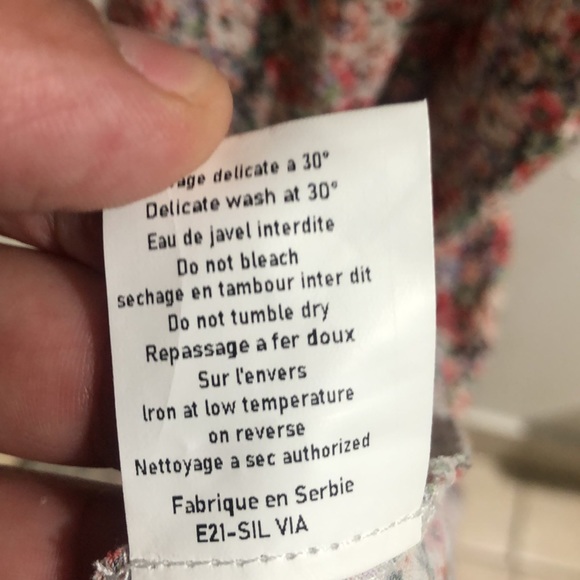 delicate a 30°
Delicate wash at 30°
Eau de javel interdite
Do not bleach
sechage en tambour inter dit
Do not tumble dry
Repassage a fer doux
Sur l'envers
Iron at low temperature
on reverse
Nettoyage a sec authorized
Fabrique en Serbie
E21-SIL VIA